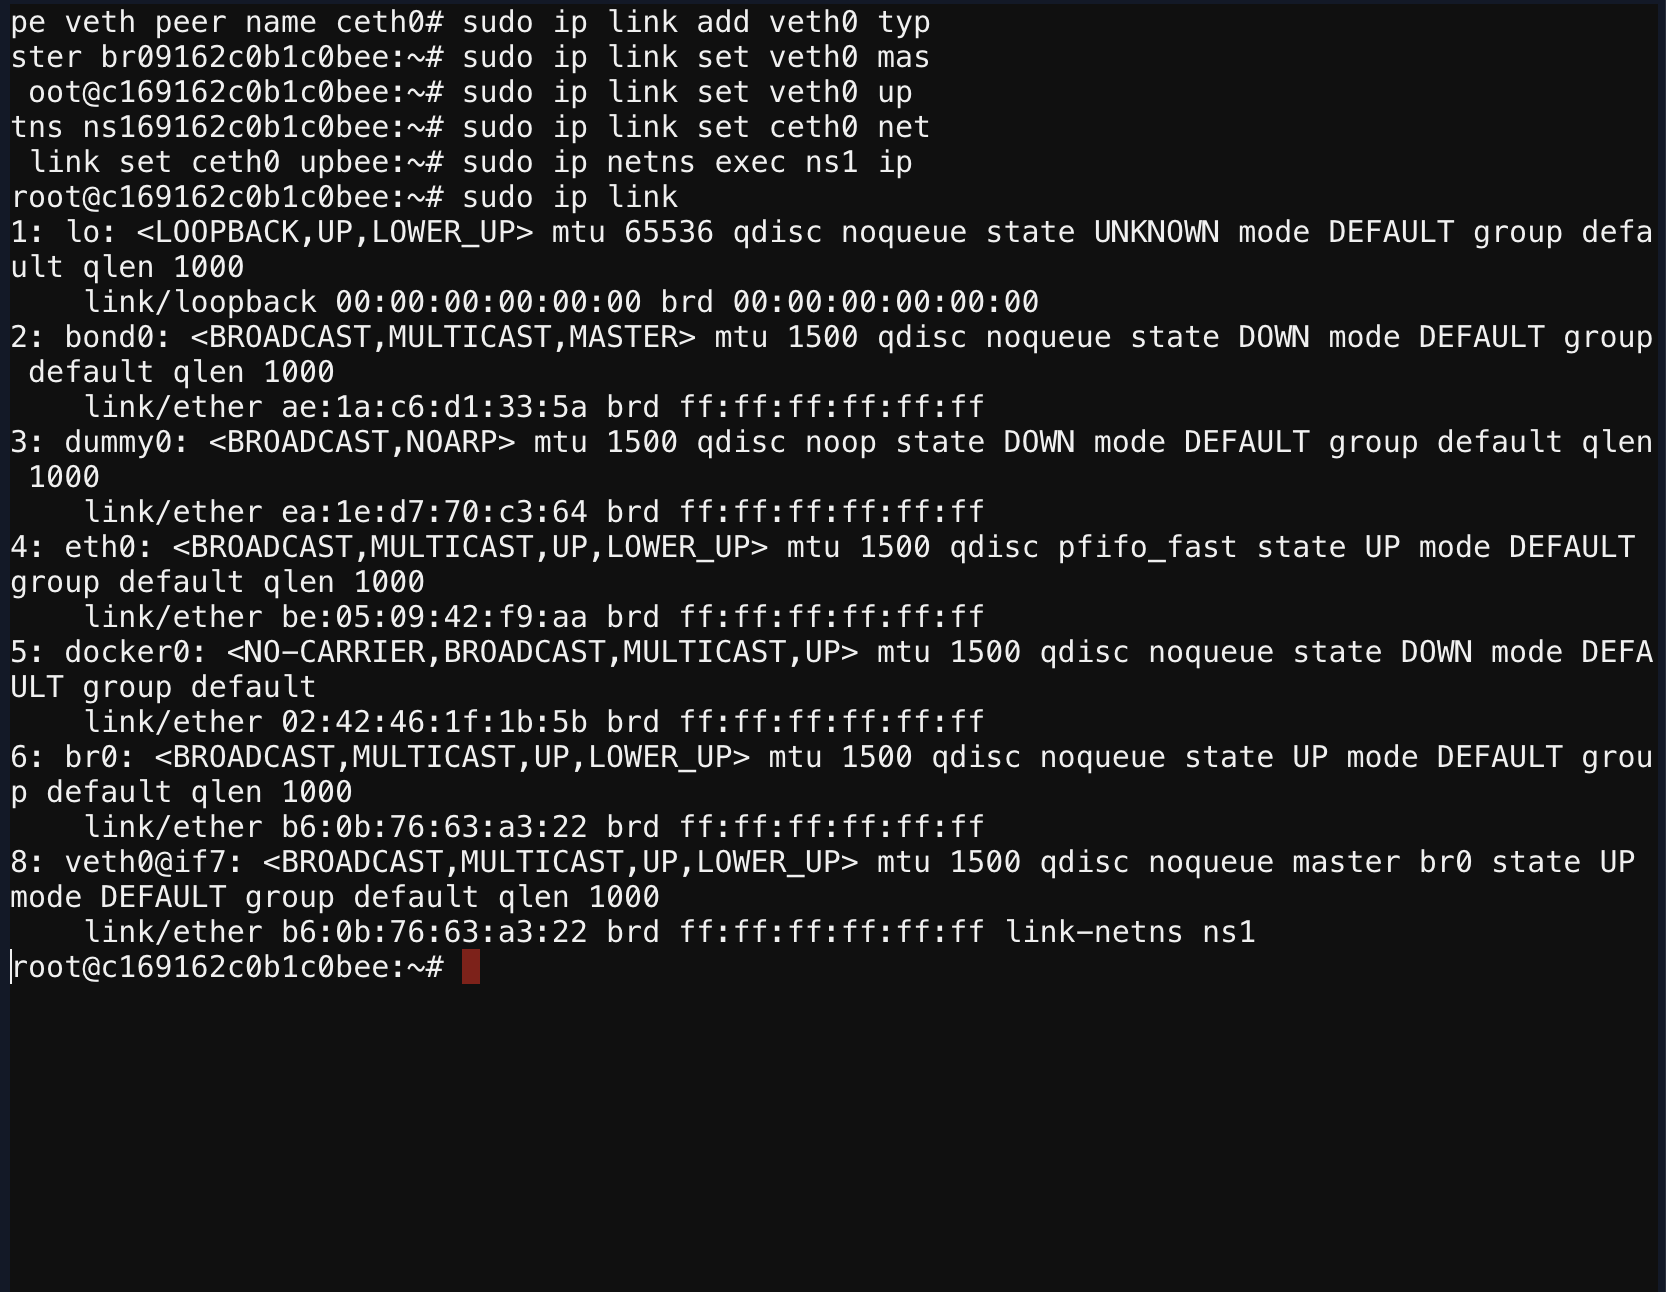 pe veth peer name ceth0# sudo ip link add veth0 typ
ster br09162c0b1c0bee:~# sudo ip link set veth0 mas
 oot@c169162c0b1c0bee:~# sudo ip link set veth0 up
tns ns169162c0b1c0bee:~# sudo ip link set ceth0 net
 link set ceth0 upbee:~# sudo ip netns exec ns1 ip
root@c169162c0b1c0bee:~# sudo ip link
1: lo: <LOOPBACK,UP,LOWER_UP> mtu 65536 qdisc noqueue state UNKNOWN mode DEFAULT group defa
ult qlen 1000
    link/loopback 00:00:00:00:00:00 brd 00:00:00:00:00:00
2: bond0: <BROADCAST,MULTICAST,MASTER> mtu 1500 qdisc noqueue state DOWN mode DEFAULT group
 default qlen 1000
    link/ether ae:1a:c6:d1:33:5a brd ff:ff:ff:ff:ff:ff
3: dummy0: <BROADCAST,NOARP> mtu 1500 qdisc noop state DOWN mode DEFAULT group default qlen
 1000
    link/ether ea:1e:d7:70:c3:64 brd ff:ff:ff:ff:ff:ff
4: eth0: <BROADCAST,MULTICAST,UP,LOWER_UP> mtu 1500 qdisc pfifo_fast state UP mode DEFAULT
group default qlen 1000
    link/ether be:05:09:42:f9:aa brd ff:ff:ff:ff:ff:ff
5: docker0: <NO-CARRIER,BROADCAST,MULTICAST,UP> mtu 1500 qdisc noqueue state DOWN mode DEFA
ULT group default
    link/ether 02:42:46:1f:1b:5b brd ff:ff:ff:ff:ff:ff
6: br0: <BROADCAST,MULTICAST,UP,LOWER_UP> mtu 1500 qdisc noqueue state UP mode DEFAULT grou
p default qlen 1000
    link/ether b6:0b:76:63:a3:22 brd ff:ff:ff:ff:ff:ff
8: veth0@if7: <BROADCAST,MULTICAST,UP,LOWER_UP> mtu 1500 qdisc noqueue master br0 state UP
mode DEFAULT group default qlen 1000
    link/ether b6:0b:76:63:a3:22 brd ff:ff:ff:ff:ff:ff link-netns ns1
root@c169162c0b1c0bee:~#